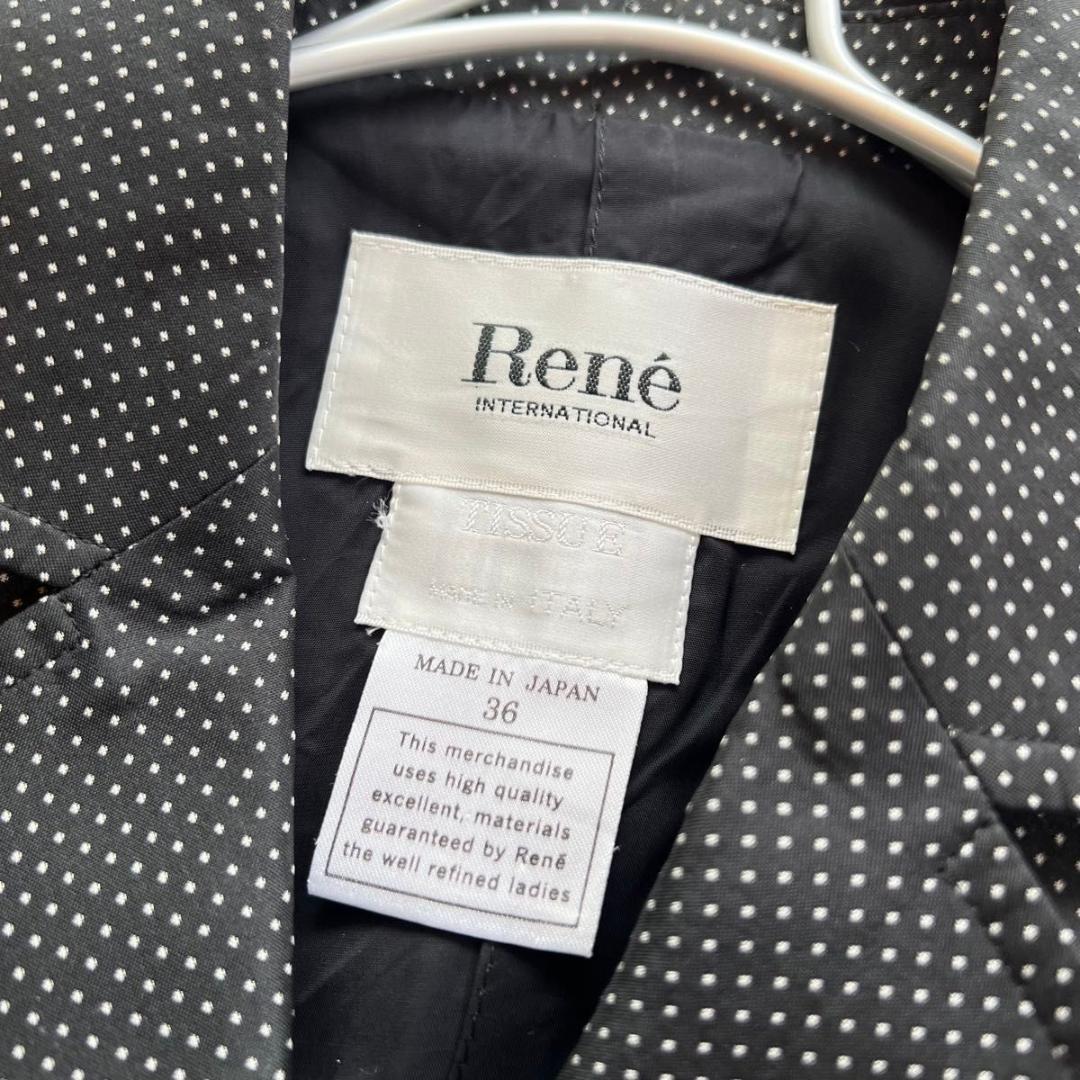 René
INTERNATIONAL
TISSUE
MADE IN ITALY
MADE IN JAPAN
36
This merchandise
uses high quality
excellent, materials
guaranteed by René
the well refined ladies